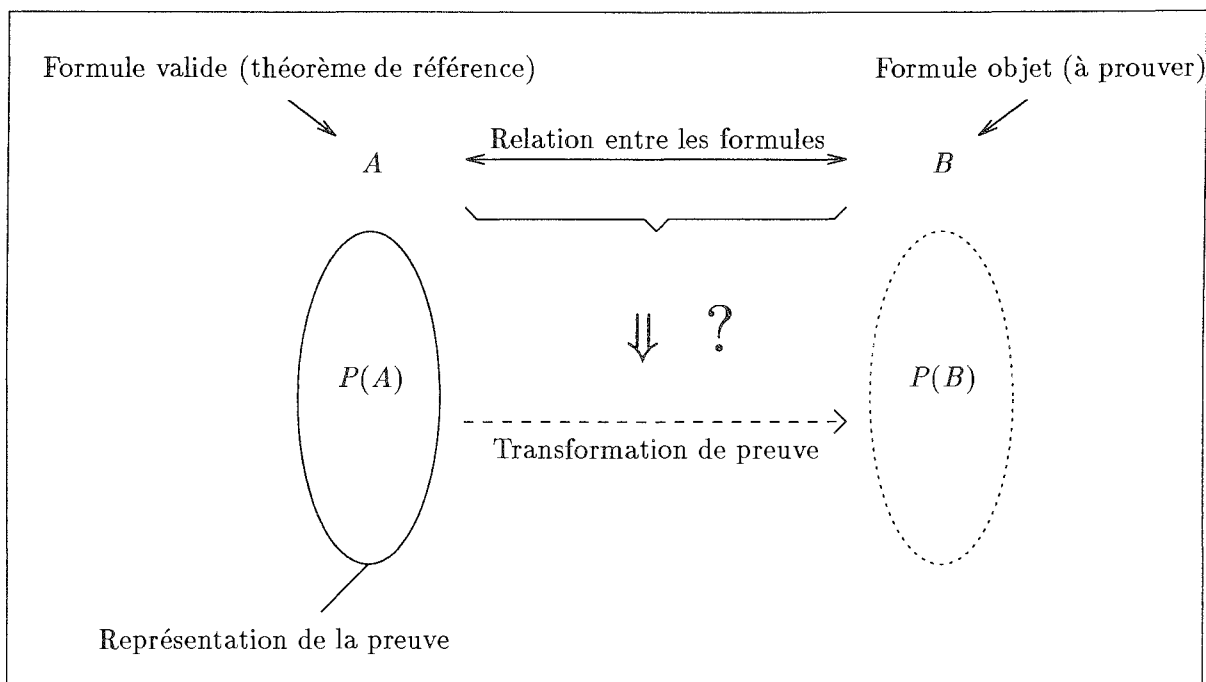 Formule valide (théorème de référence)
Formule objet (à prouver)
Relation entre les formules
A
B
⇓ ?
P(A)
P(B)
Transformation de preuve
Représentation de la preuve